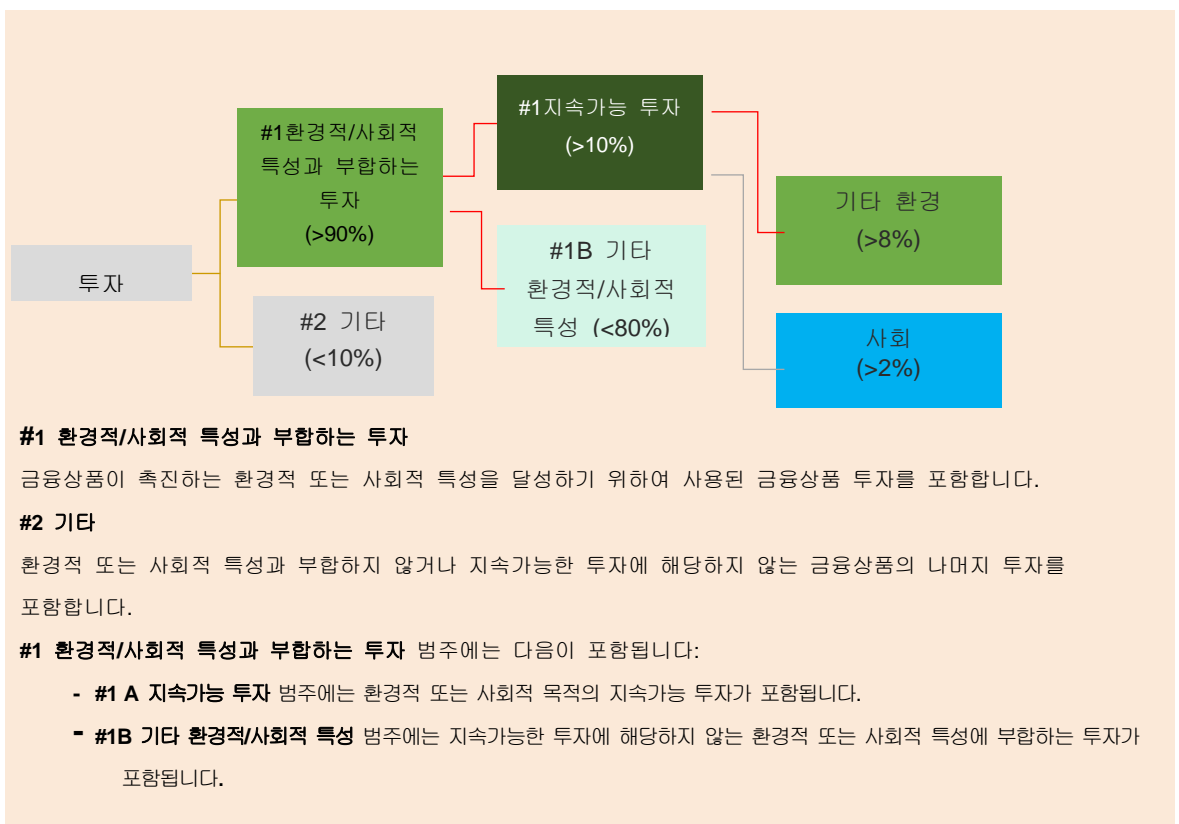 #1환경적/사회적
특성과 부합하는
투자
(>90%)
#1지속가능 투자
(>10%)
기타 환경
(>8%)
#1B 기타
환경적/사회적
특성 (<80%)
투자
#2 기타
(<10%)
사회
(>2%)
#1 환경적/사회적 특성과 부합하는 투자
금융상품이 촉진하는 환경적 또는 사회적 특성을 달성하기 위하여 사용된 금융상품 투자를 포함합니다.
#2 기타
환경적 또는 사회적 특성과 부합하지 않거나 지속가능한 투자에 해당하지 않는 금융상품의 나머지 투자를
포함합니다.
#1 환경적/사회적 특성과 부합하는 투자 범주에는 다음이 포함됩니다:
- #1 A 지속가능 투자 범주에는 환경적 또는 사회적 목적의 지속가능 투자가 포함됩니다.
- #1B 기타 환경적/사회적 특성 범주에는 지속가능한 투자에 해당하지 않는 환경적 또는 사회적 특성에 부합하는 투자가
포함됩니다.